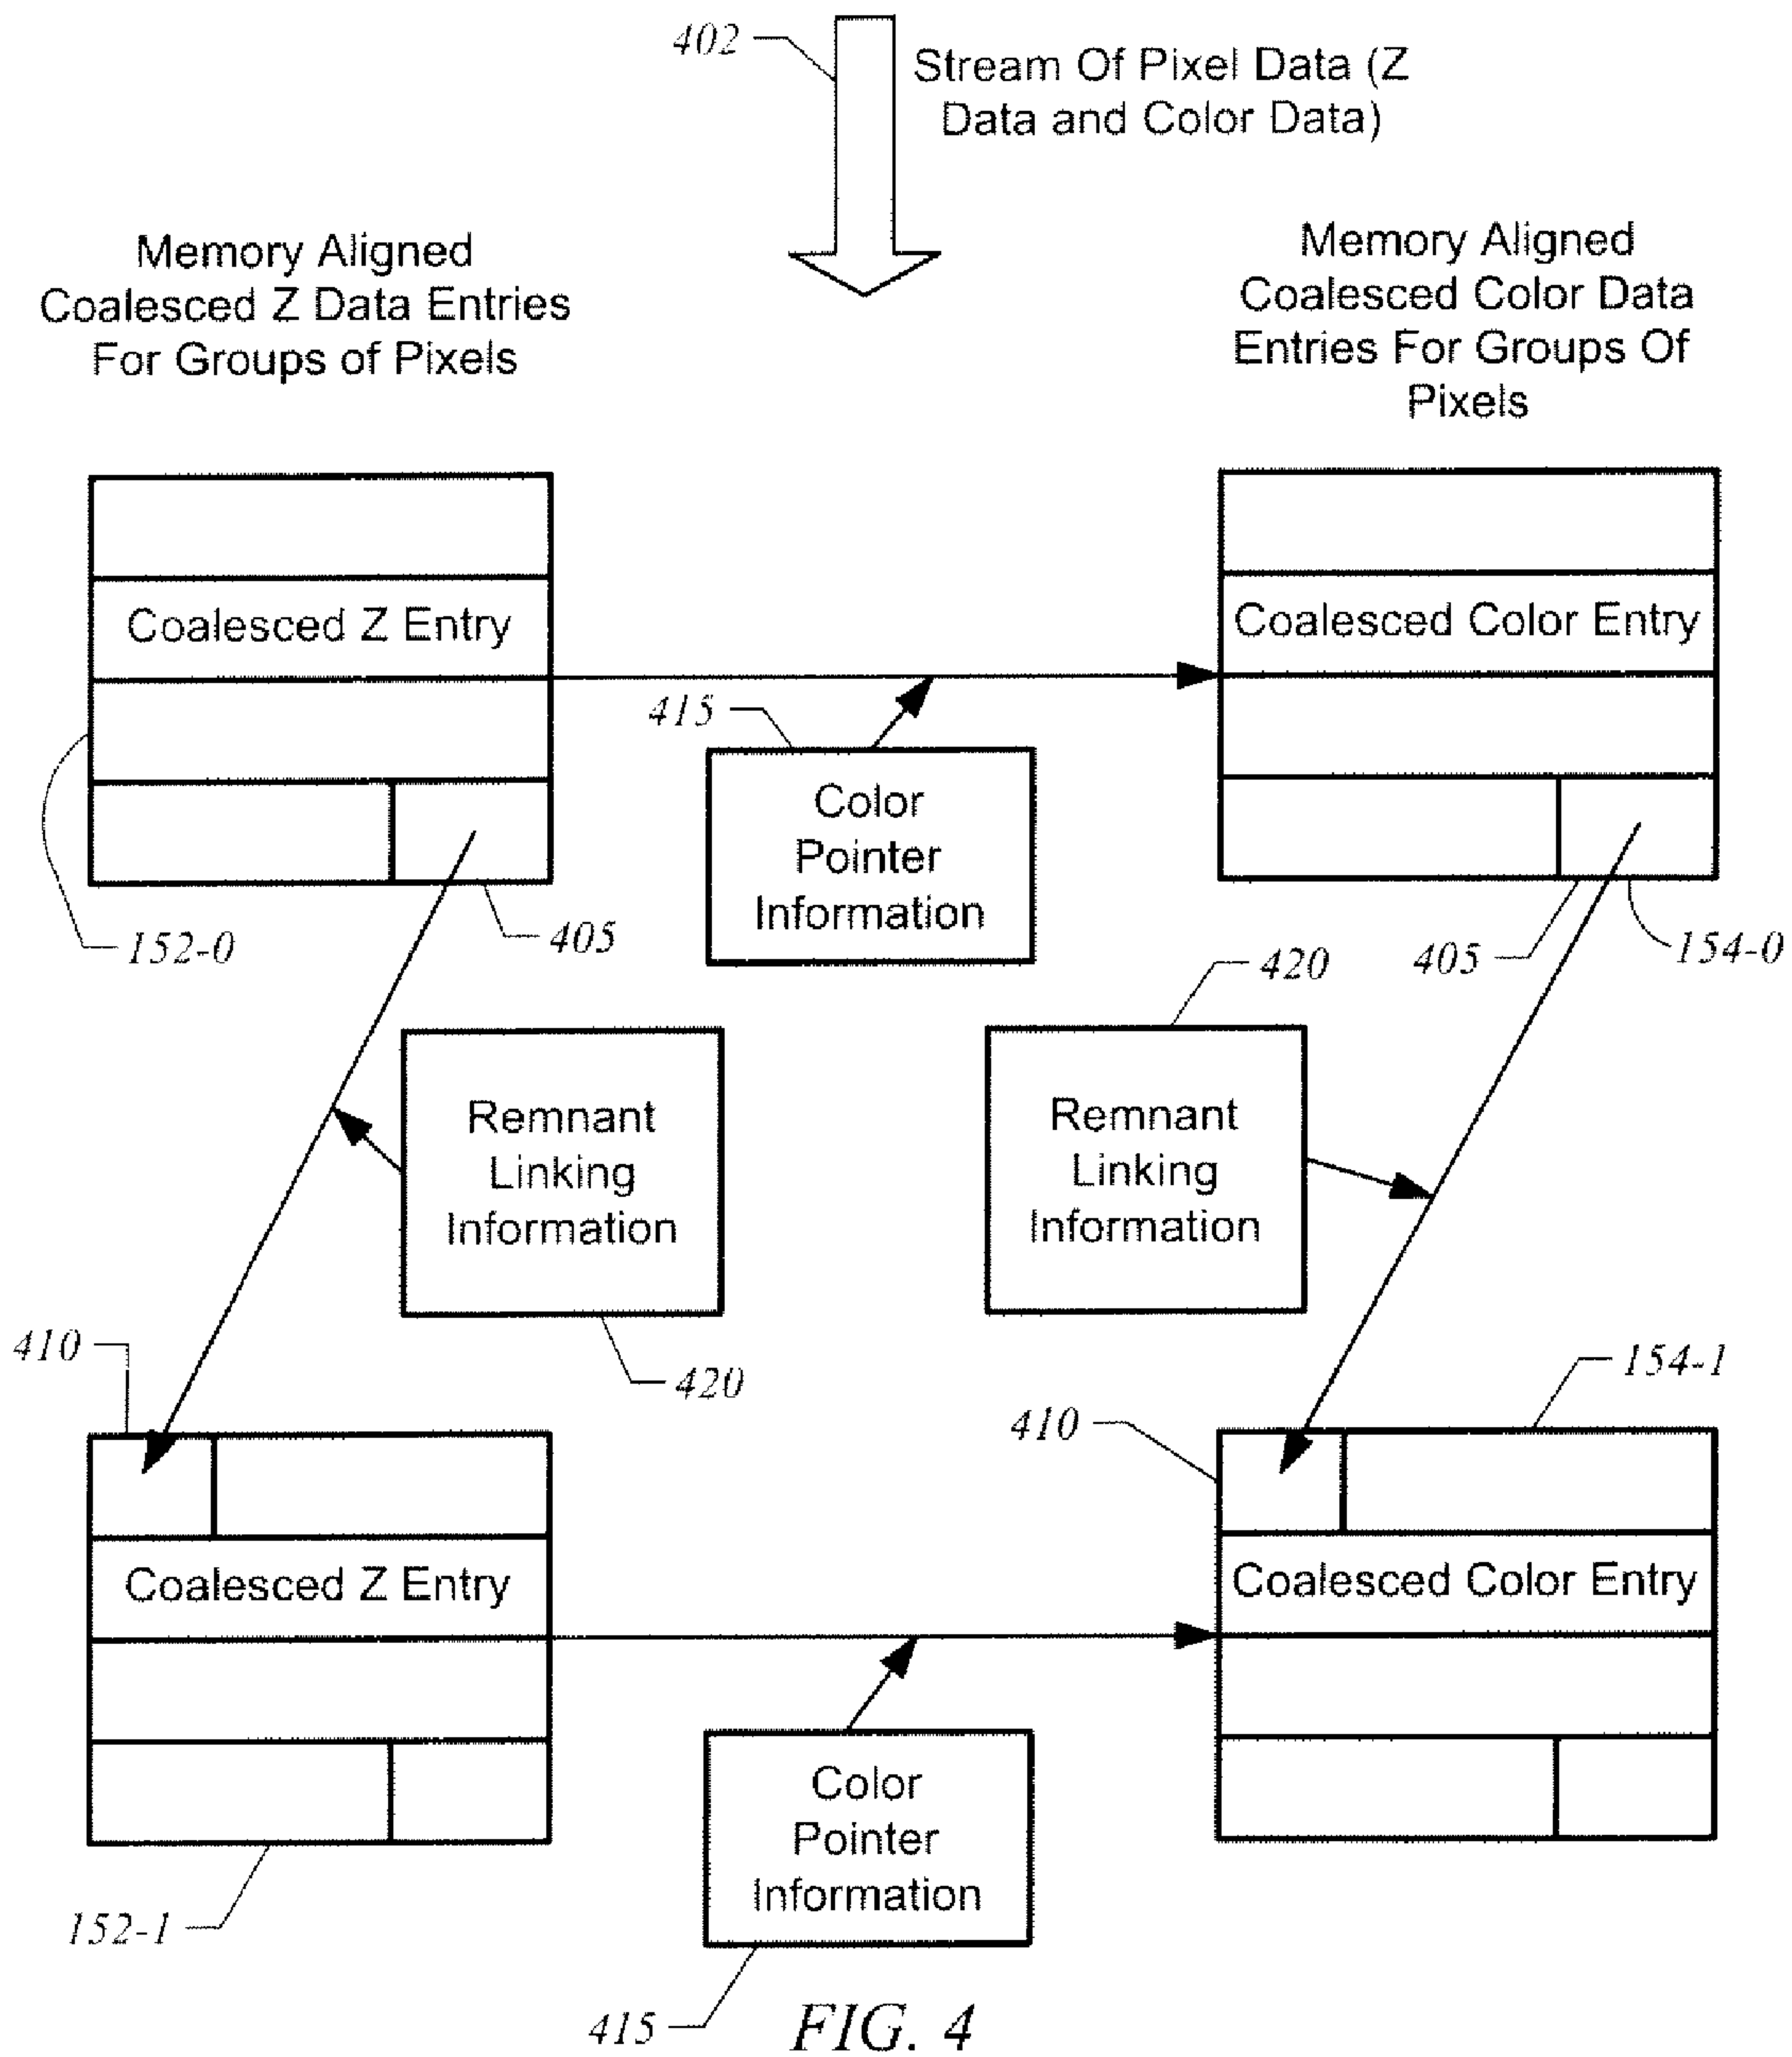 402
Stream Of Pixel Data (Z
Data and Color Data)
Memory Aligned
Coalesced Z Data Entries
For Groups of Pixels
Memory Aligned
Coalesced Color Data
Entries For Groups Of
Pixels
Coalesced Z Entry
Coalesced Color Entry
415
Color
Pointer
Information
152-0
405
405
154-0
420
Remnant
Linking
Information
Remnant
Linking
Information
410
420
154-1
410
Coalesced Z Entry
Coalesced Color Entry
Color
Pointer
Information
152-1
415
FIG. 4